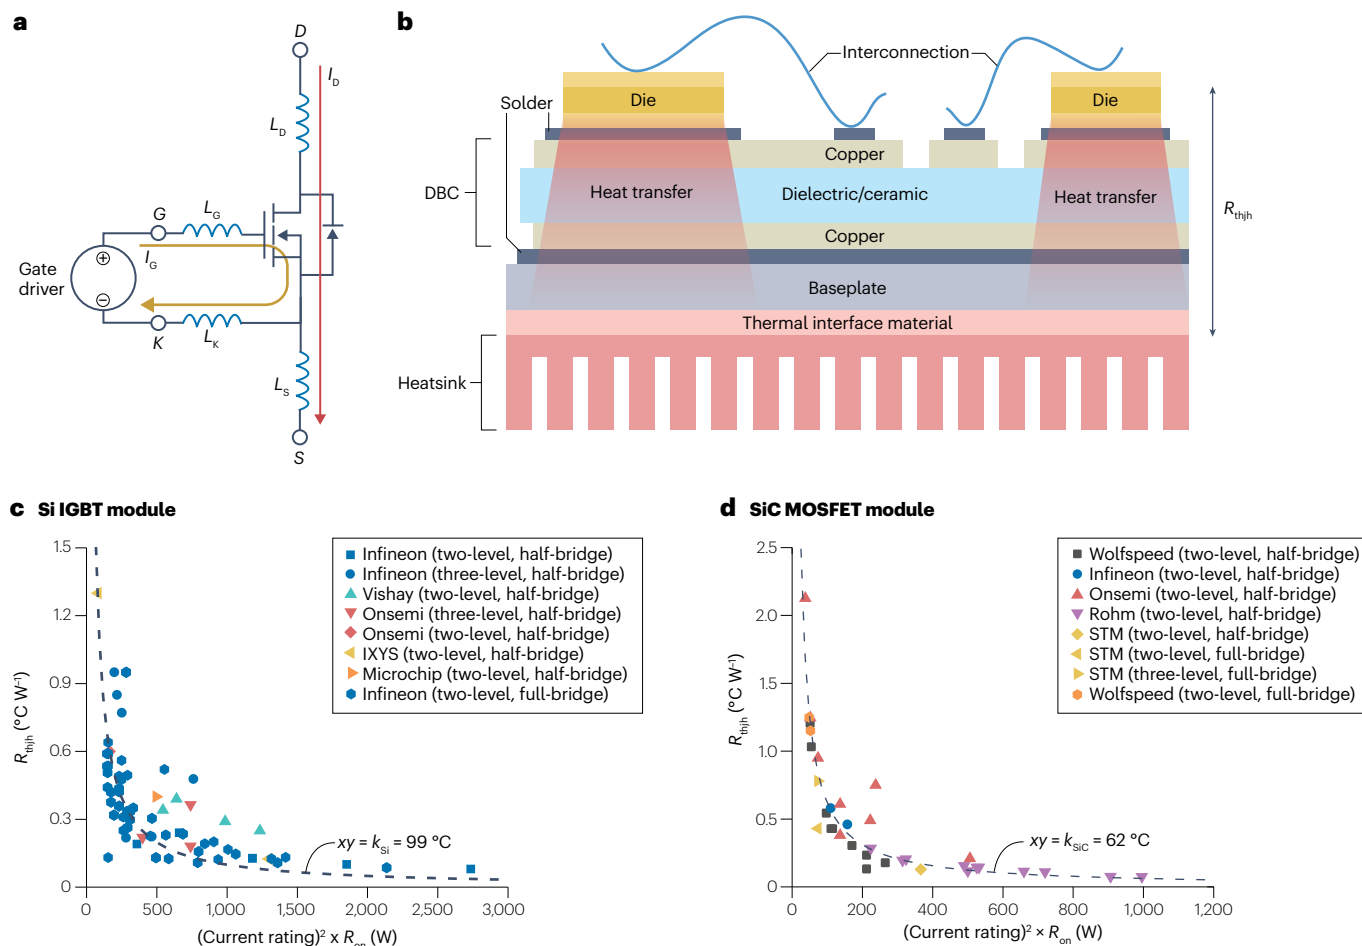 a
D
I_D
L_D
G
L_G
I_G
Gate
driver
+
−
K
L_K
L_S
S
b
Interconnection
Solder
Die
Die
Copper
DBC
Heat transfer
Dielectric/ceramic
Heat transfer
R_thjh
Copper
Baseplate
Thermal interface material
Heatsink
c Si IGBT module
1.5
1.2
0.9
0.6
0.3
0
R_thjh (°C W⁻¹)
Infineon (two-level, half-bridge)
Infineon (three-level, half-bridge)
Vishay (two-level, half-bridge)
Onsemi (three-level, half-bridge)
Onsemi (two-level, half-bridge)
IXYS (two-level, half-bridge)
Microchip (two-level, half-bridge)
Infineon (two-level, full-bridge)
xy = k_Si = 99 °C
0 500 1,000 1,500 2,000 2,500 3,000
(Current rating)² x R_on (W)
d SiC MOSFET module
2.5
2.0
1.5
1.0
0.5
0
R_thjh (°C W⁻¹)
Wolfspeed (two-level, half-bridge)
Infineon (two-level, half-bridge)
Onsemi (two-level, half-bridge)
Rohm (two-level, half-bridge)
STM (two-level, half-bridge)
STM (two-level, full-bridge)
STM (three-level, full-bridge)
Wolfspeed (two-level, full-bridge)
xy = k_SiC = 62 °C
0 200 400 600 800 1,000 1,200
(Current rating)² × R_on (W)